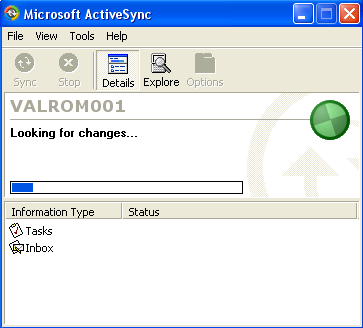 Microsoft ActiveSync
File View Tools Help
Sync Stop Details Explore Options
VALROM001
Looking for changes...
Information Type Status
Tasks
Inbox